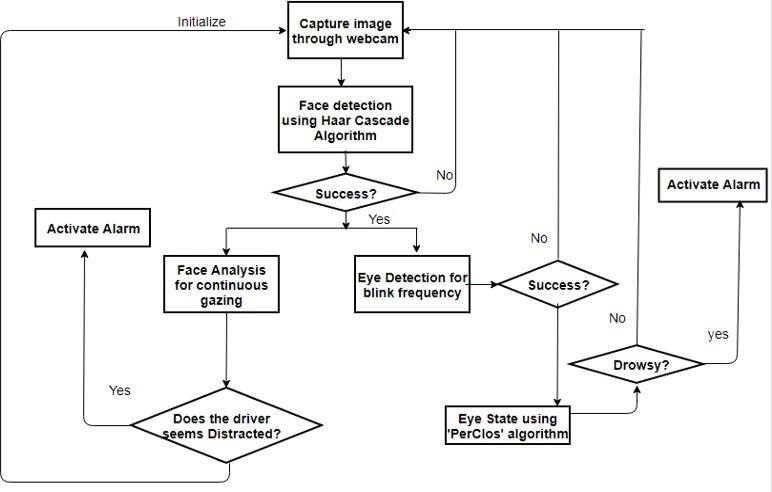 Initialize
Capture image
through webcam
Face detection
using Haar Cascade
Algorithm
No
Success?
Activate Alarm
Yes
Activate Alarm
No
Face Analysis
for continuous
gazing
Eye Detection for
blink frequency
Success?
No
yes
Drowsy?
Yes
Does the driver
seems Distracted?
Eye State using
'PerClos' algorithm